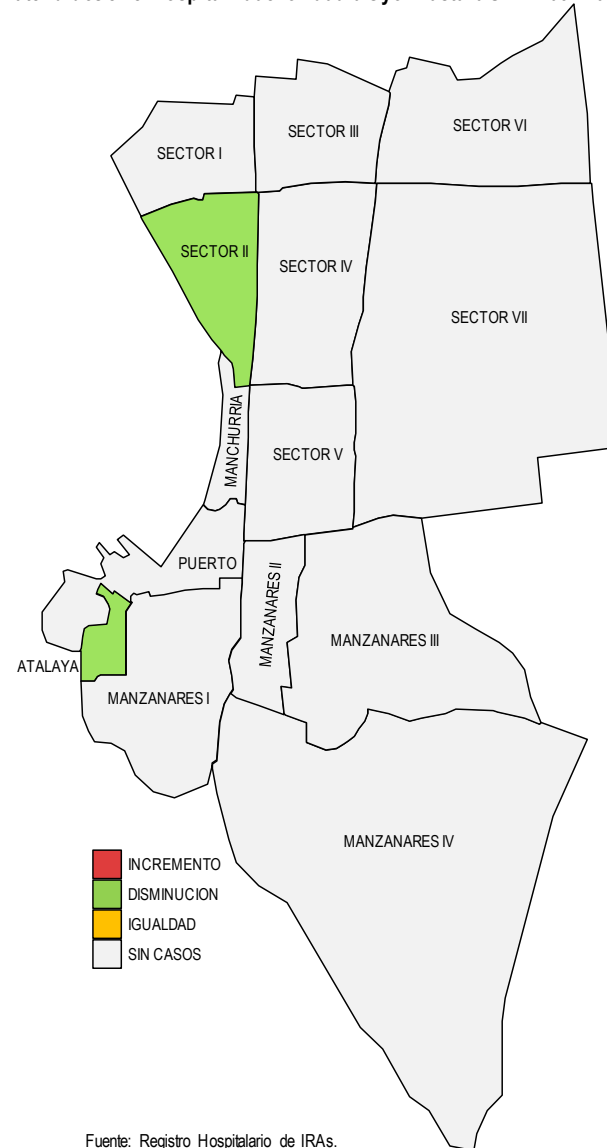 SECTOR VI
SECTOR III
SECTOR I
SECTOR II
SECTOR IV
SECTOR VII
MANCHURRIA
SECTOR V
PUERTO
MANZANARES II
MANZANARES III
ATALAYA
MANZANARES I
MANZANARES IV
INCREMENTO
DISMINUCION
IGUALDAD
SIN CASOS
Fuente: Registro Hospitalario de IRAs.